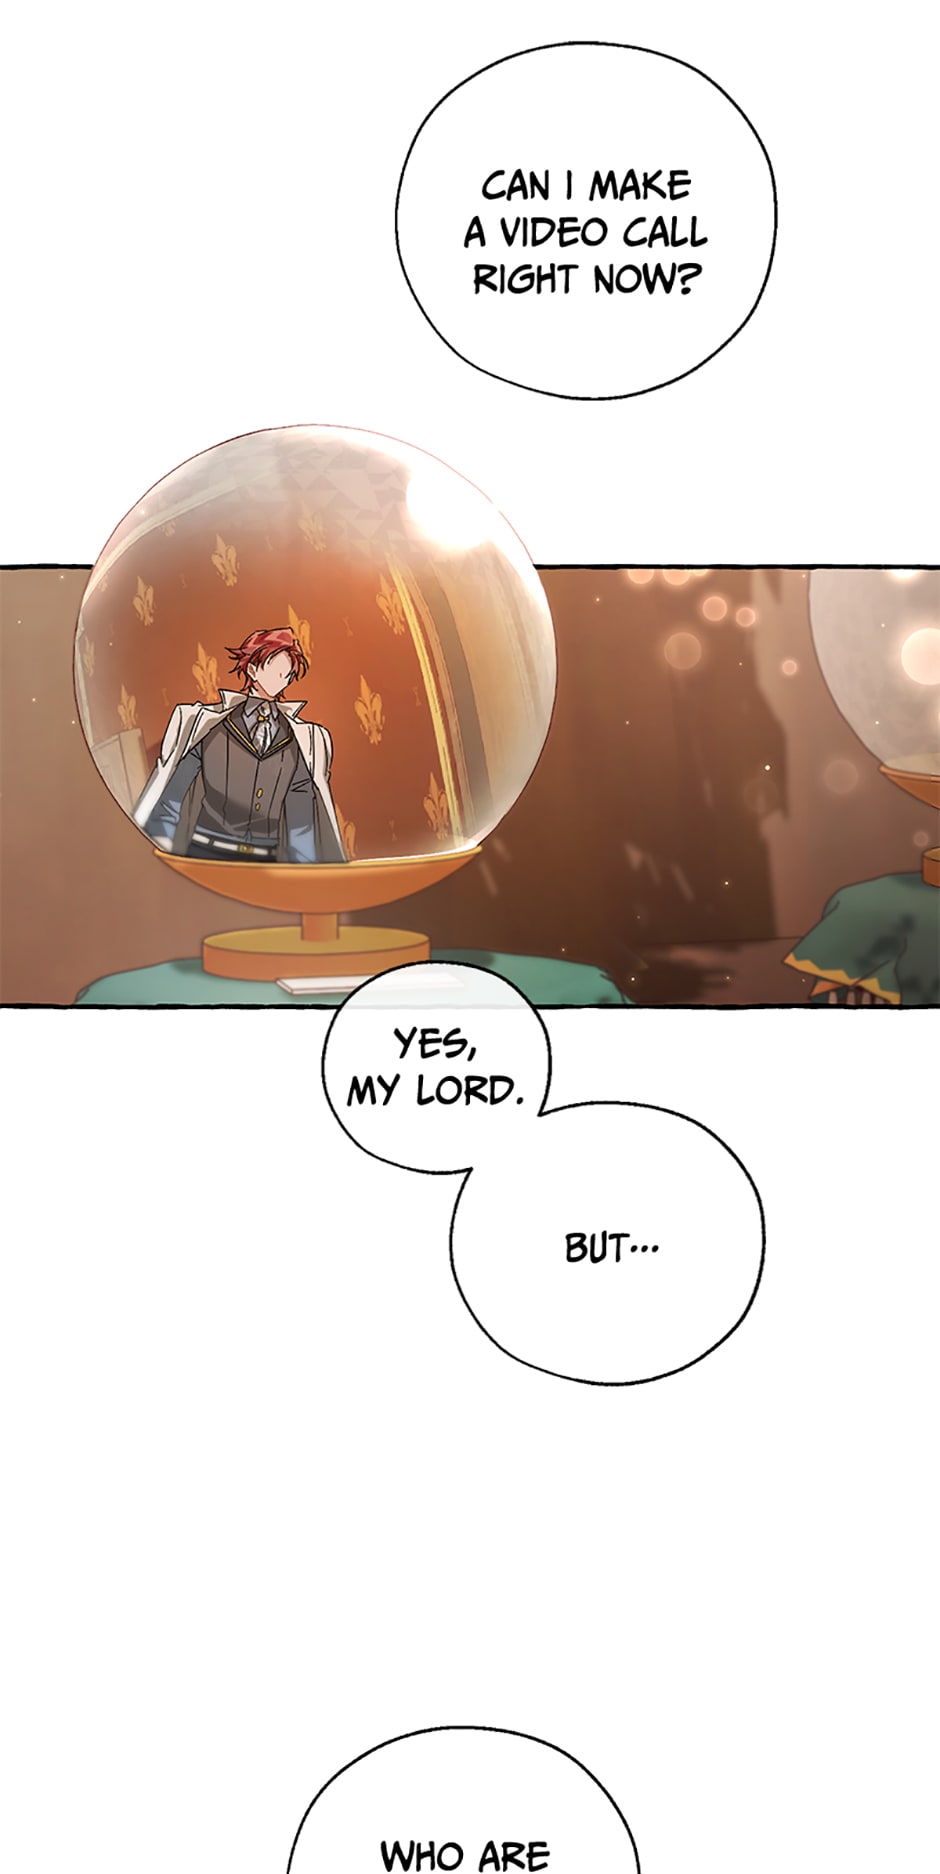 CAN I MAKE
A VIDEO CALL
RIGHT NOW?
YES,
MY LORD.
BUT...
WHO ARE